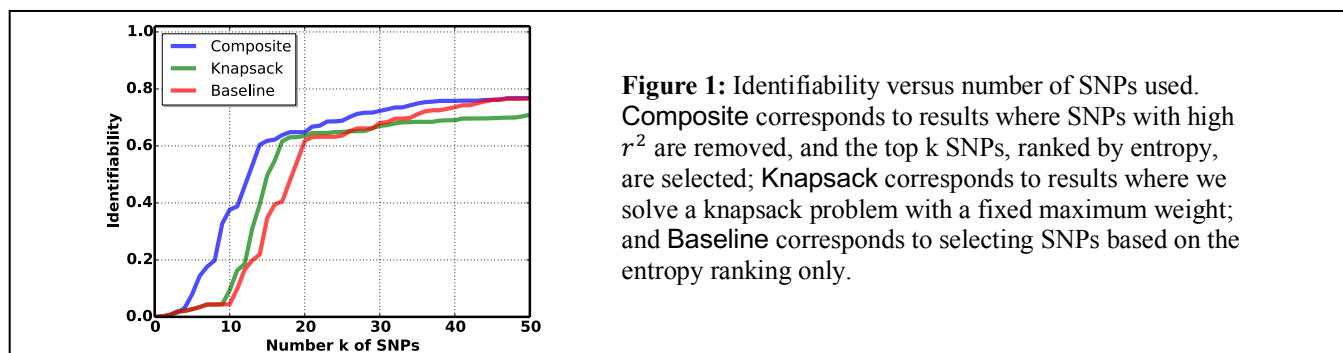 1.0
0.8
0.6
0.4
0.2
0.0
Identifiability
Composite
Knapsack
Baseline
0 10 20 30 40 50
Number k of SNPs
Figure 1: Identifiability versus number of SNPs used.
Composite corresponds to results where SNPs with high
r² are removed, and the top k SNPs, ranked by entropy,
are selected; Knapsack corresponds to results where we
solve a knapsack problem with a fixed maximum weight;
and Baseline corresponds to selecting SNPs based on the
entropy ranking only.